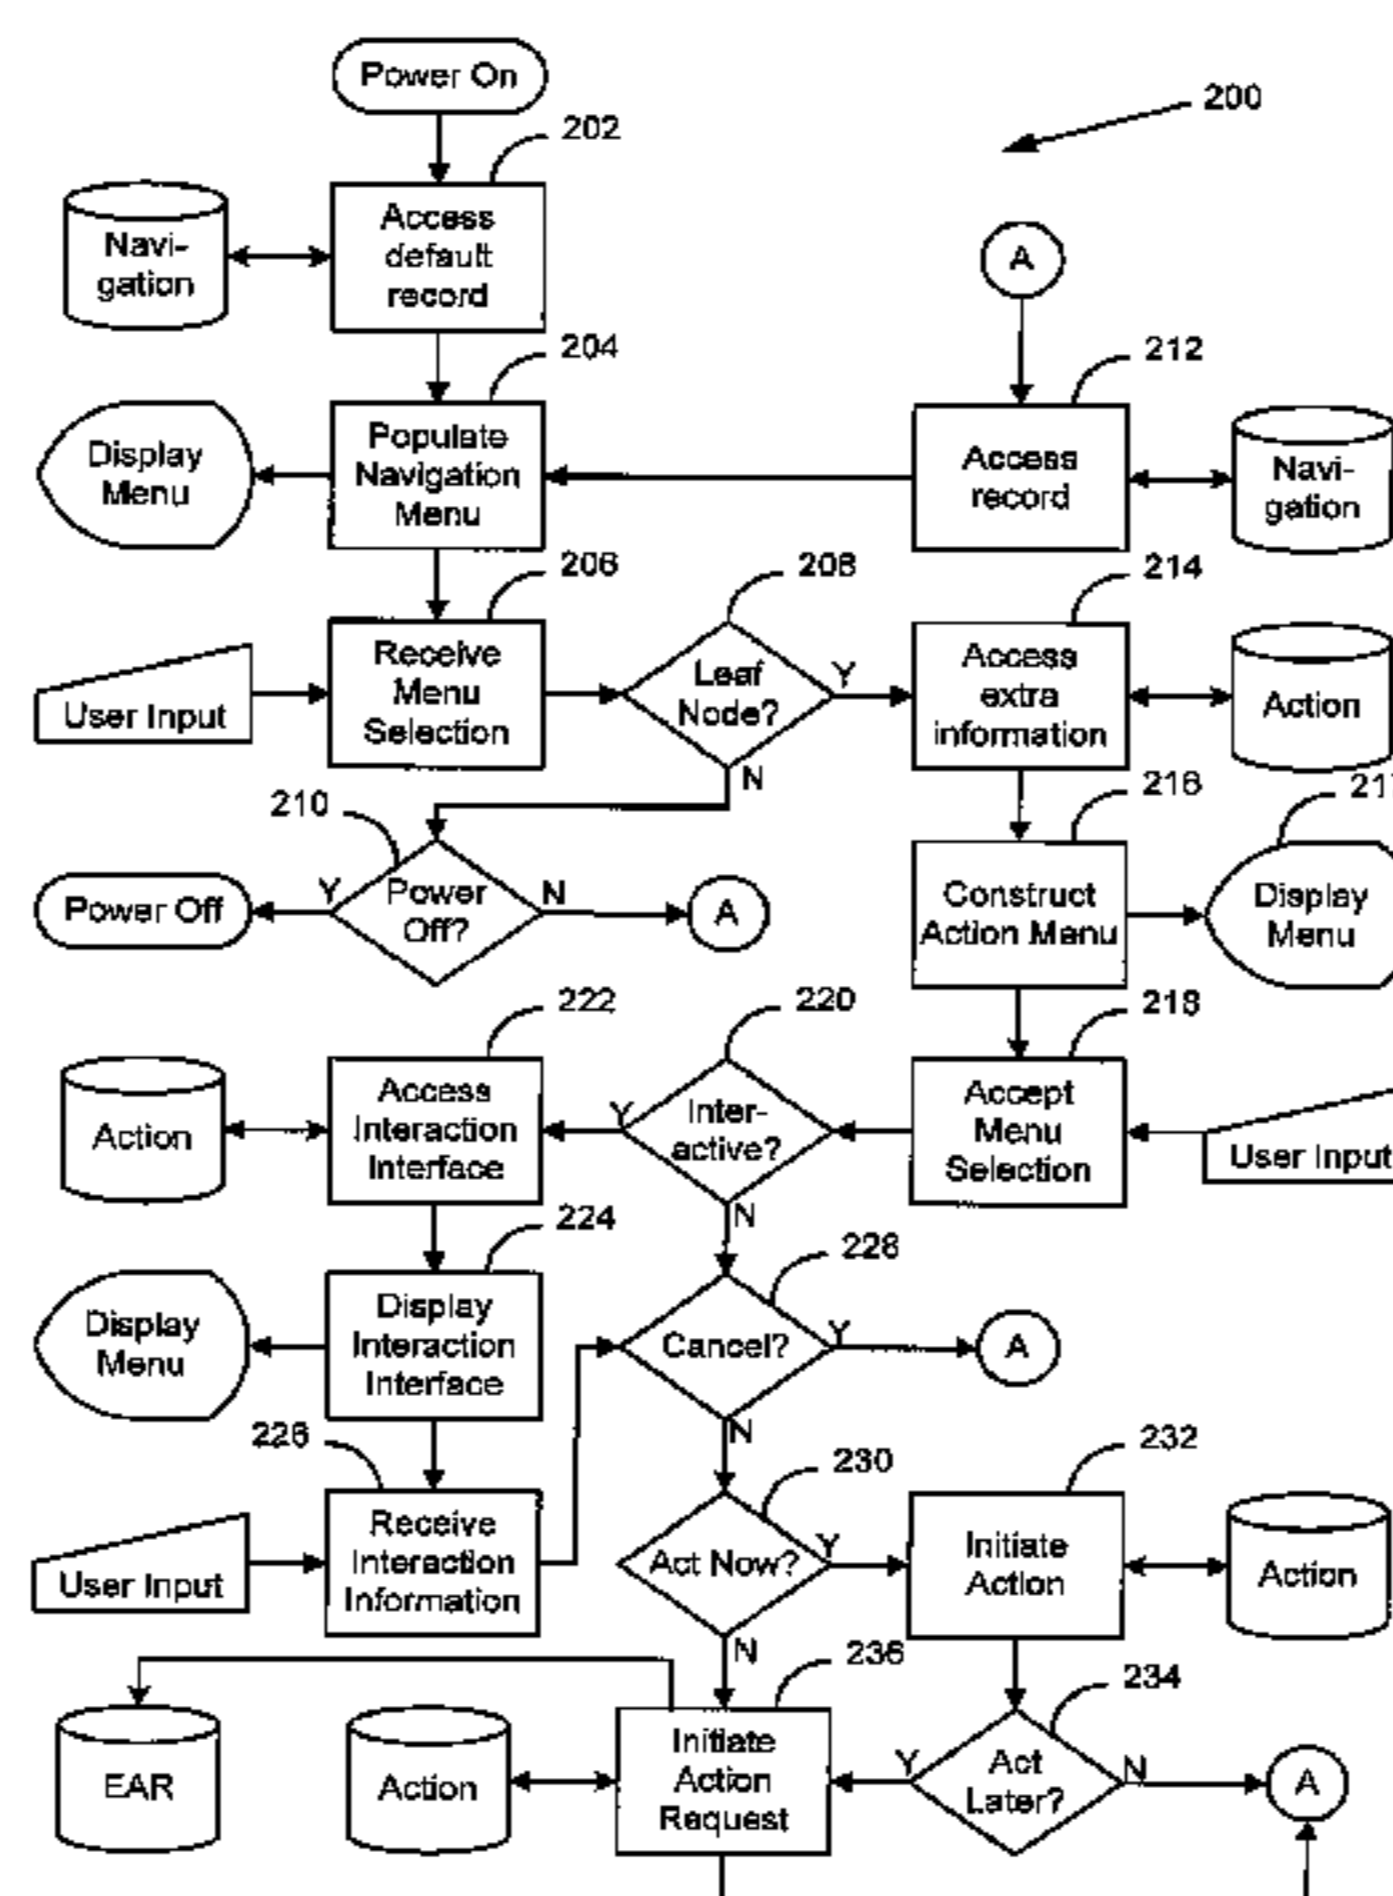 Power On
200
202
Navi-
gation
Access
default
record
A
204
212
Display
Menu
Populate
Navigation
Menu
Access
record
Navi-
gation
206
208
214
User Input
Receive
Menu
Selection
Leaf
Node?
Y
N
Access
extra
information
Action
210
216
Power Off
Y
Power
Off?
N
A
Construct
Action Menu
Display
Menu
222
220
218
Action
Access
Interaction
Interface
Y
Inter-
active?
N
Accept
Menu
Selection
User Input
224
228
Display
Menu
Display
Interaction
Interface
Cancel?
Y
N
A
226
230
232
User Input
Receive
Interaction
Information
Act Now?
Y
N
Initiate
Action
Action
236
234
EAR
Action
Initiate
Action
Request
Y
Act
Later?
N
A